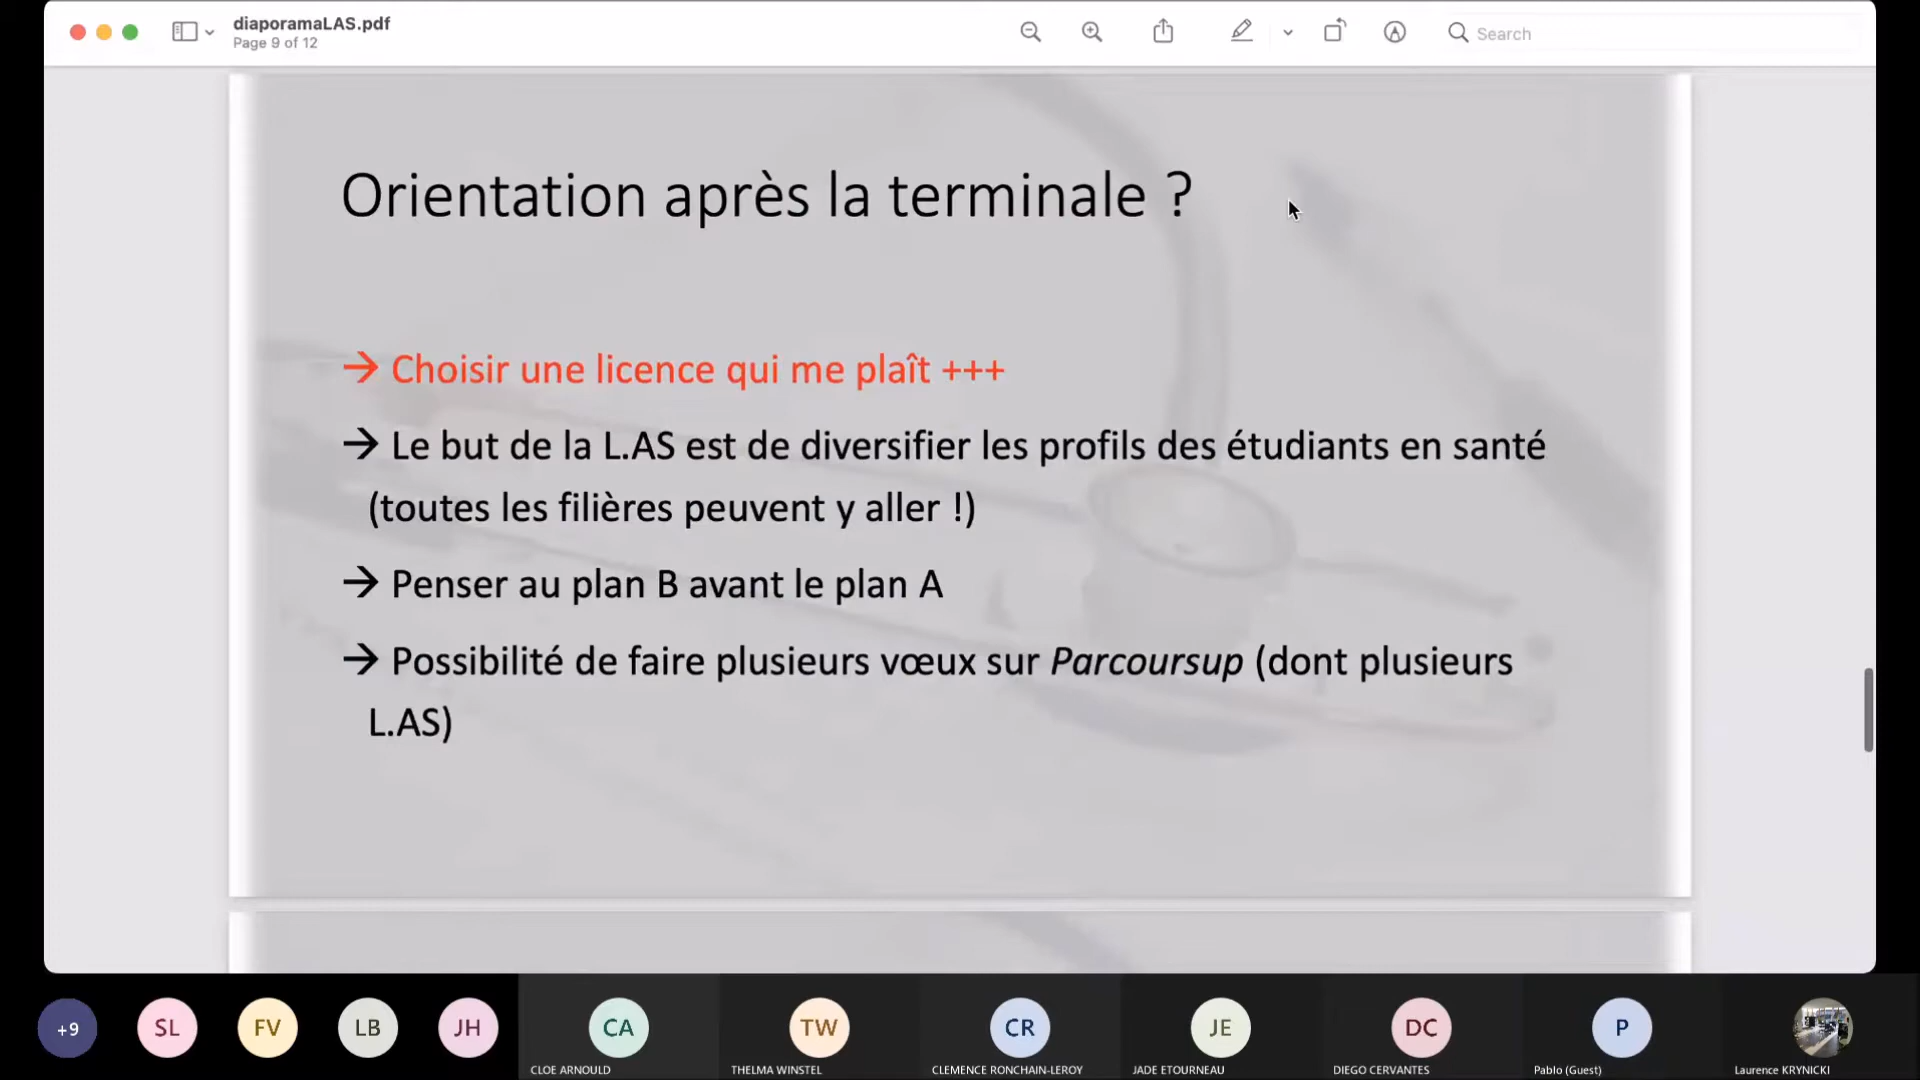 diaporamaLAS.pdf
Page 9 of 12
Search
Orientation après la terminale ?
→ Choisir une licence qui me plaît +++
→ Le but de la L.AS est de diversifier les profils des étudiants en santé
(toutes les filières peuvent y aller !)
→ Penser au plan B avant le plan A
→ Possibilité de faire plusieurs vœux sur Parcoursup (dont plusieurs
L.AS)
+9 SL FV LB JH CA TW CR JE DC P
CLOE ARNOULD THELMA WINSTEL CLEMENCE RONCHAIN-LEROY JADE ETOURNEAU DIEGO CERVANTES Pablo (Guest) Laurence KRYNICKI